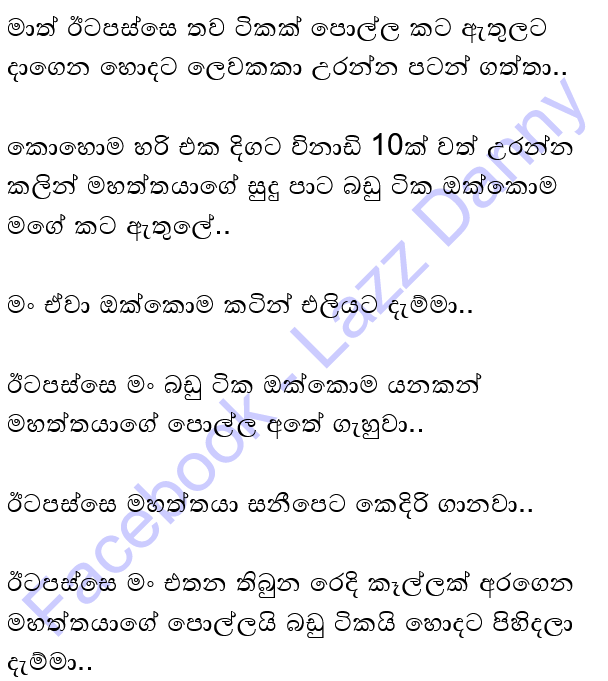 මාත් ඊටපස්සෙ තව ටිකක් පොල්ල කට ඇතුලට
දාගෙන හොදට ලෙවකකා උරන්න පටන් ගත්තා..
කොහොම හරි එක දිගට විනාඩි 10ක් වත් උරන්න
කලින් මහත්තයාගේ සුදු පාට බඩු ටික ඔක්කොම
මගේ කට ඇතුලේ..
මං ඒවා ඔක්කොම කටින් එලියට දැම්මා..
ඊටපස්සෙ මං බඩු ටික ඔක්කොම යනකන්
මහත්තයාගේ පොල්ල අතේ ගැහුවා..
ඊටපස්සෙ මහත්තයා සනීපෙට කෙදිරි ගානවා..
ඊටපස්සෙ මං එතන තිබුන රෙදි කෑල්ලක් අරගෙන
මහත්තයාගේ පොල්ලයි බඩු ටිකයි හොදට පිහිදලා
දැම්මා..
Facebook - Lazz Danny